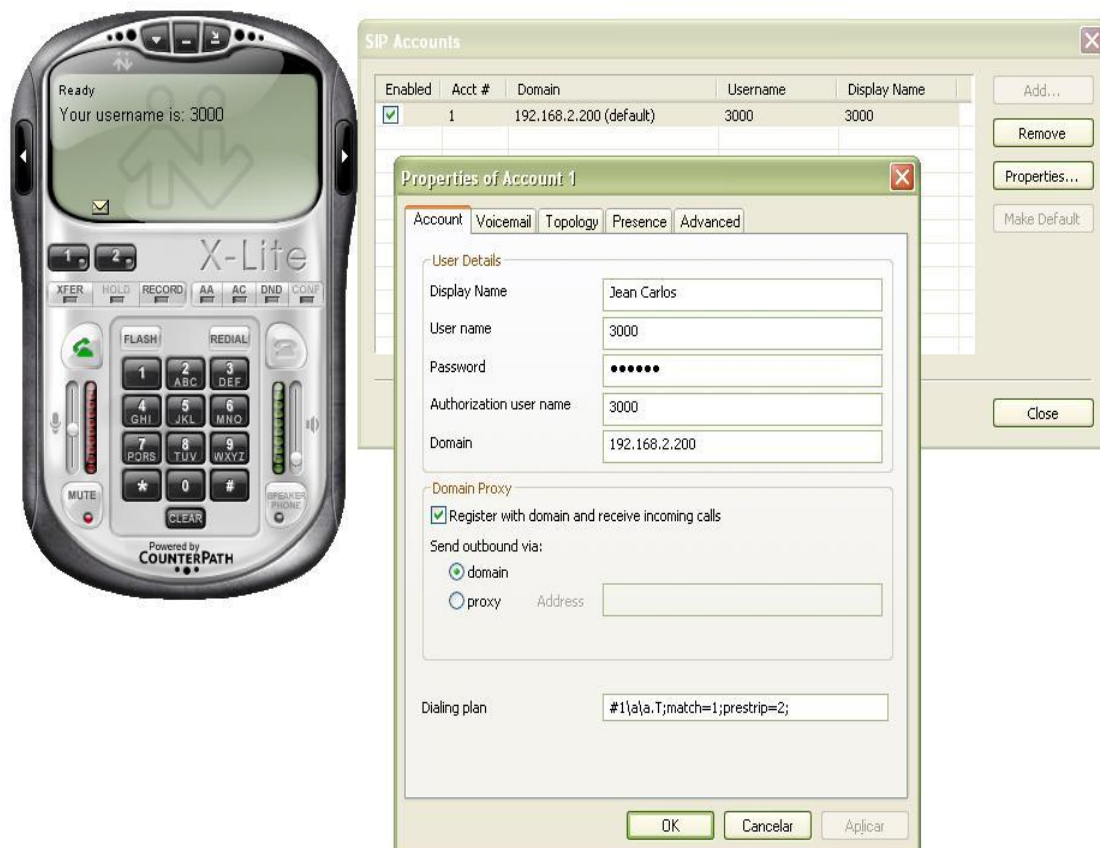 Ready
Your username is: 3000
1 2 X-Lite
XFER HOLD RECORD AA AC DND CONF
FLASH REDIAL
1 2 ABC 3 DEF
4 GHI 5 JKL 6 MNO
7 PQRS 8 TUV 9 WXYZ
* 0 #
MUTE SPEAKER PHONE
CLEAR
Powered by
COUNTERPATH
SIP Accounts
Enabled Acct # Domain Username Display Name
1 192.168.2.200 (default) 3000 3000
Add...
Remove
Properties...
Make Default
Close
Properties of Account 1
Account Voicemail Topology Presence Advanced
User Details
Display Name Jean Carlos
User name 3000
Password ●●●●●●
Authorization user name 3000
Domain 192.168.2.200
Domain Proxy
Register with domain and receive incoming calls
Send outbound via:
domain
proxy Address
Dialing plan #1\a\a.T;match=1;prestrip=2;
OK Cancelar Aplicar